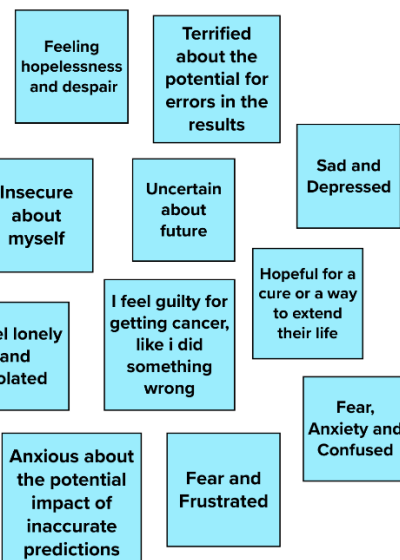 Feeling
hopelessness
and despair
Terrified
about the
potential for
errors in the
results
Sad and
Depressed
Insecure
about
myself
Uncertain
about
future
Hopeful for a
cure or a way
to extend
their life
I feel guilty for
getting cancer,
like i did
something
wrong
lonely
and
Fear,
Anxiety and
Confused
Anxious about
the potential
impact of
inaccurate
predictions
Fear and
Frustrated